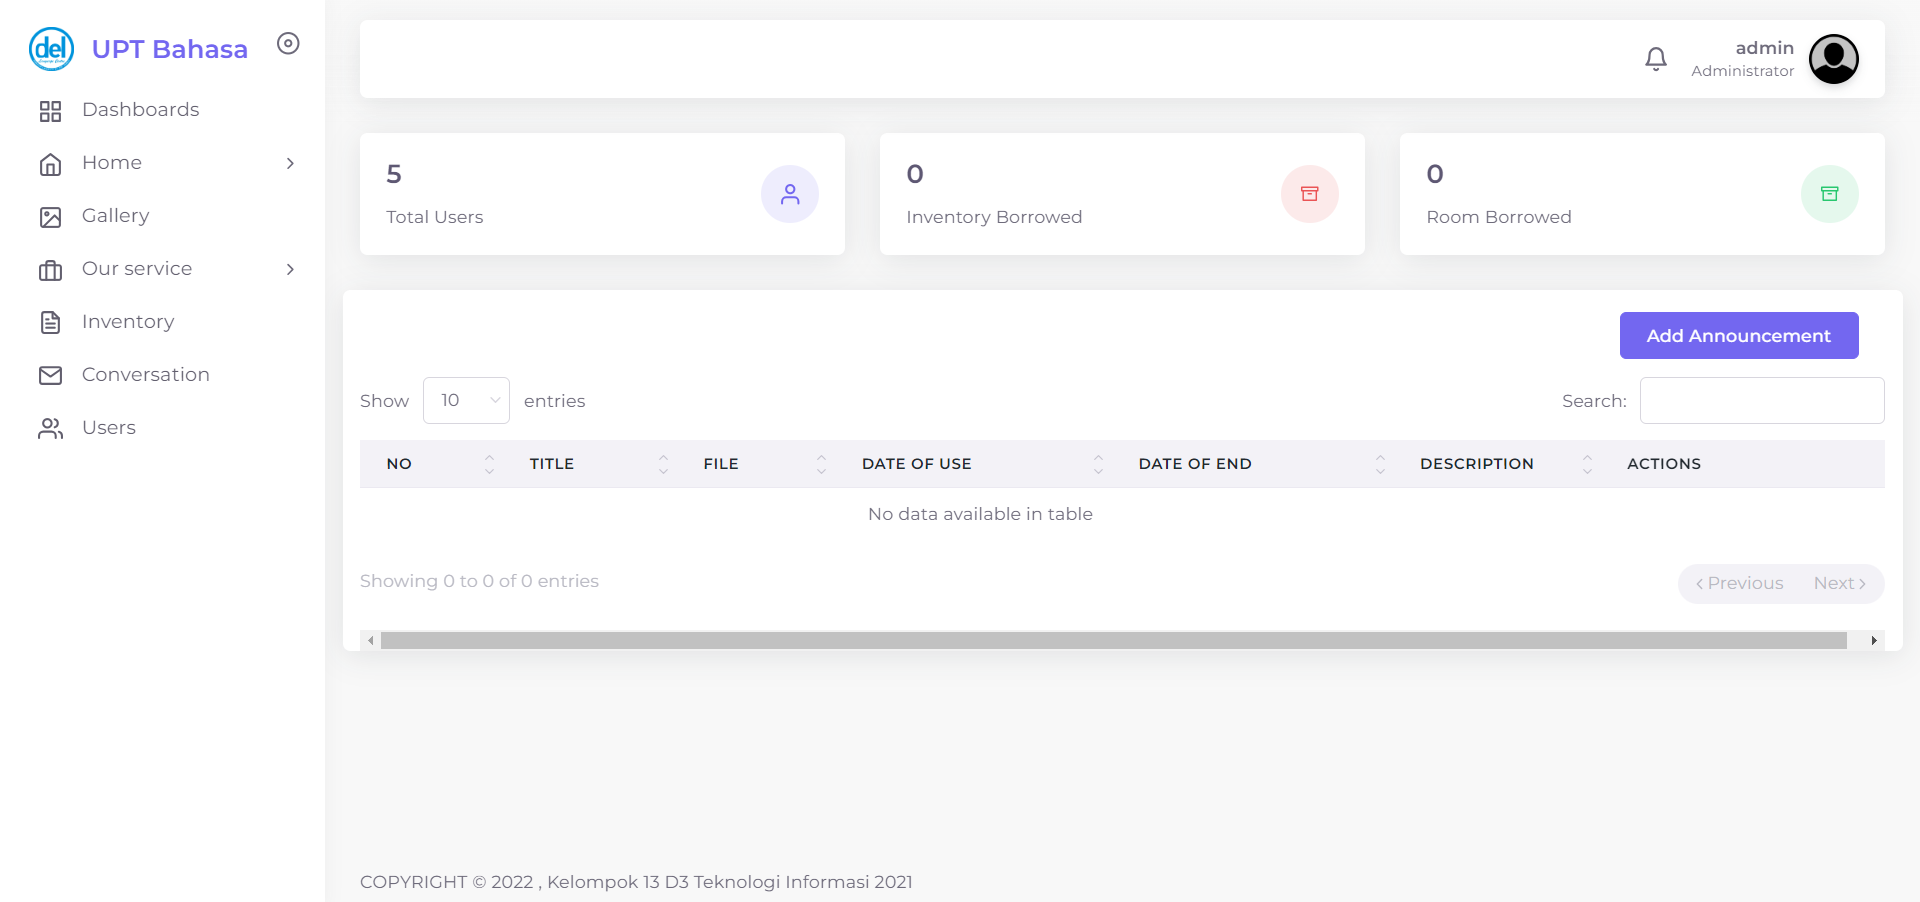 del
UPT Bahasa
Dashboards
Home
Gallery
Our service
Inventory
Conversation
Users
admin
Administrator
5
Total Users
0
Inventory Borrowed
0
Room Borrowed
Add Announcement
Show 10 entries
Search:
NO TITLE FILE DATE OF USE DATE OF END DESCRIPTION ACTIONS
No data available in table
Showing 0 to 0 of 0 entries
Previous Next
COPYRIGHT © 2022 , Kelompok 13 D3 Teknologi Informasi 2021